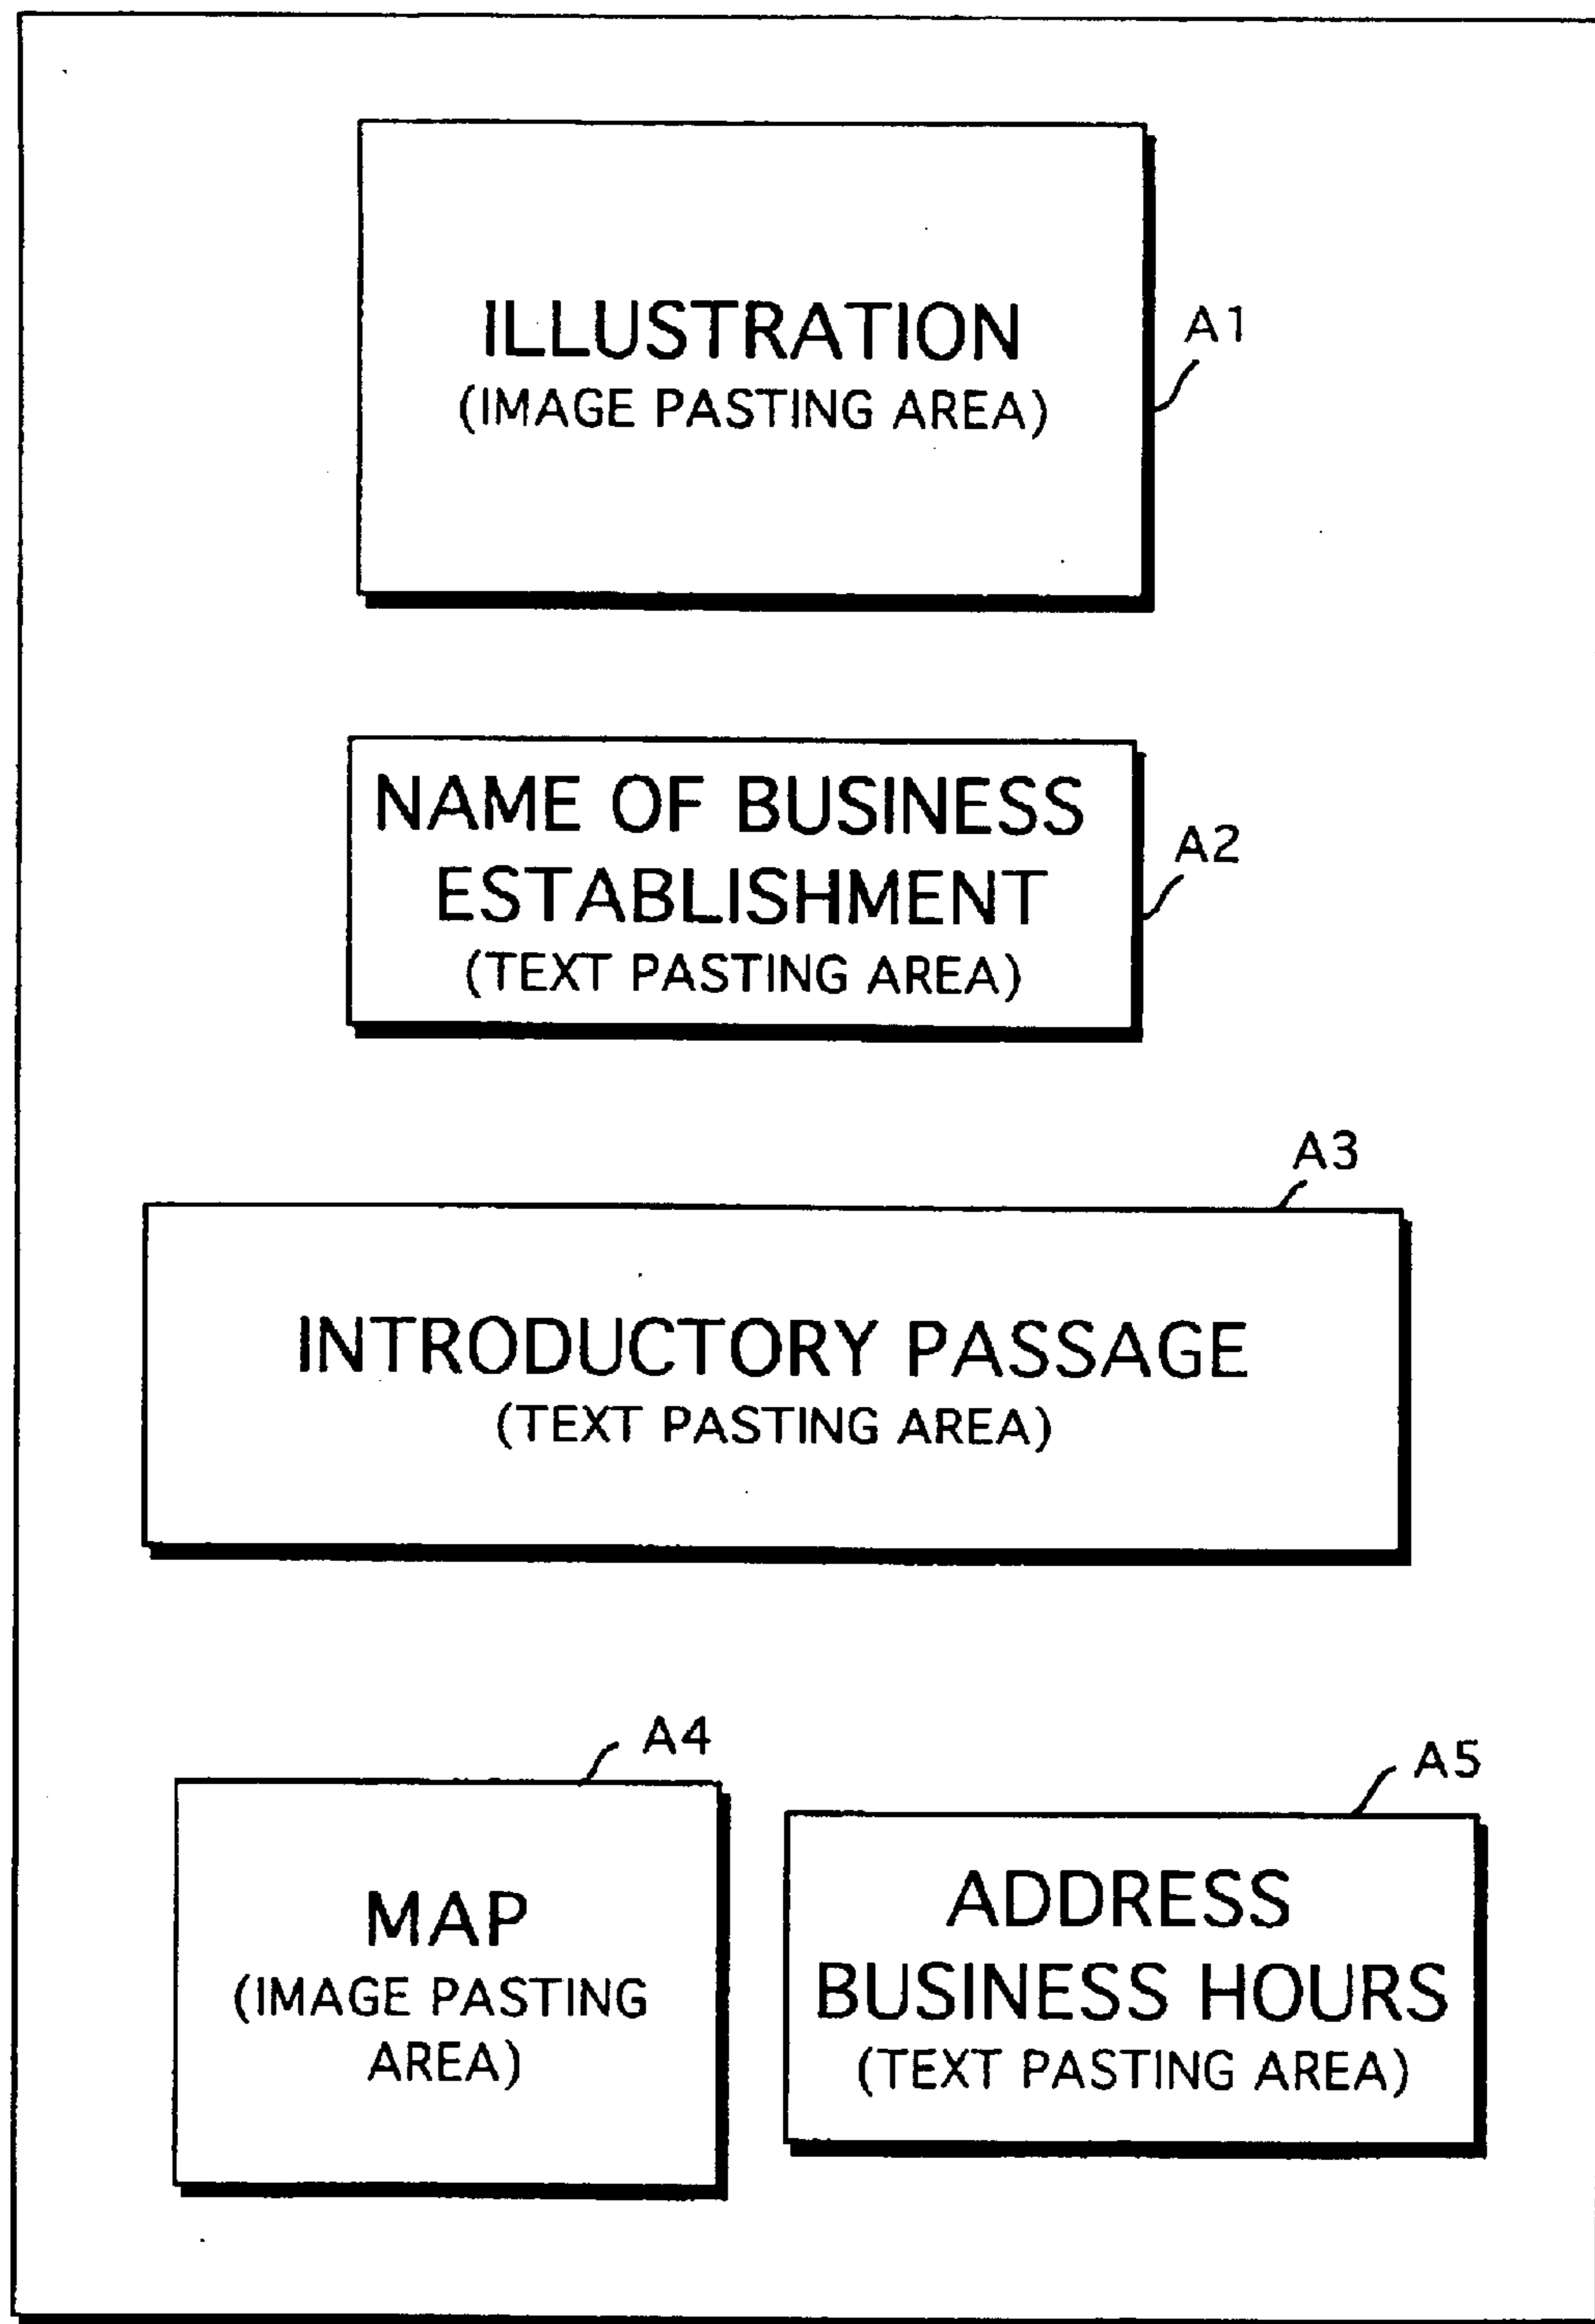 ILLUSTRATION
(IMAGE PASTING AREA)
A1
NAME OF BUSINESS
ESTABLISHMENT
(TEXT PASTING AREA)
A2
A3
INTRODUCTORY PASSAGE
(TEXT PASTING AREA)
A4
MAP
(IMAGE PASTING
AREA)
A5
ADDRESS
BUSINESS HOURS
(TEXT PASTING AREA)